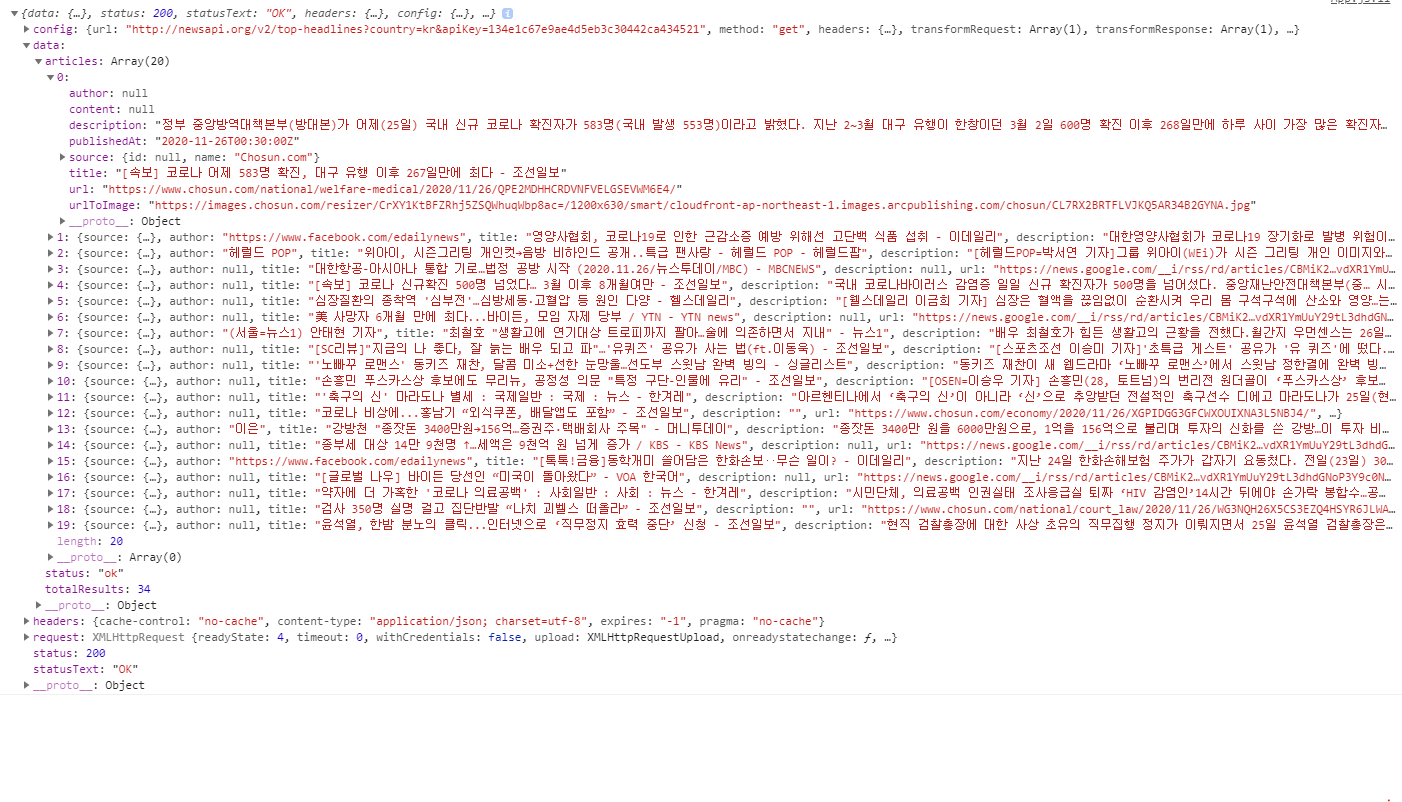 App.js:11
{data: {…}, status: 200, statusText: "OK", headers: {…}, config: {…}, …} i
config: {url: "http://newsapi.org/v2/top-headlines?country=kr&apiKey=134e1c67e9ae4d5eb3c30442ca434521", method: "get", headers: {…}, transformRequest: Array(1), transformResponse: Array(1), …}
data:
articles: Array(20)
0:
author: null
content: null
description: "정부 중앙방역대책본부(방대본)가 어제(25일) 국내 신규 코로나 확진자가 583명(국내 발생 553명)이라고 밝혔다. 지난 2~3월 대구 유행이 한창이던 3월 2일 600명 확진 이후 268일만에 하루 사이 가장 많은 확진자…
publishedAt: "2020-11-26T00:30:00Z"
source: {id: null, name: "Chosun.com"}
title: "[속보] 코로나 어제 583명 확진, 대구 유행 이후 267일만에 최다 - 조선일보"
url: "https://www.chosun.com/national/welfare-medical/2020/11/26/QPE2MDHHCRDVNFVELGSEVWM6E4/"
urlToImage: "https://images.chosun.com/resizer/CrXY1KtBFZRhj5ZSQWhuqWbp8ac=/1200x630/smart/cloudfront-ap-northeast-1.images.arcpublishing.com/chosun/CL7RX2BRTFLVJKQ5AR34B2GYNA.jpg"
__proto__: Object
1: {source: {…}, author: "https://www.facebook.com/edailynews", title: "영양사협회, 코로나19로 인한 근감소증 예방 위해선 고단백 식품 섭취 - 이데일리", description: "대한영양사협회가 코로나19 장기화로 발병 위험이…
2: {source: {…}, author: "헤럴드 POP", title: "위아이, 시즌그리팅 개인컷→음방 비하인드 공개..특급 팬사랑 - 헤럴드 POP - 헤럴드팝", description: "[헤럴드POP=박서연 기자]그룹 위아이(WEi)가 시즌 그리팅 개인 이미지와…
3: {source: {…}, author: null, title: "대한항공-아시아나 통합 기로…법정 공방 시작 (2020.11.26/뉴스투데이/MBC) - MBCNEWS", description: null, url: "https://news.google.com/__i/rss/rd/articles/CBMiK2…vdXR1YmU…
4: {source: {…}, author: null, title: "[속보] 코로나 신규확진 500명 넘었다… 3월 이후 8개월여만 - 조선일보", description: "국내 코로나바이러스 감염증 일일 신규 확진자가 500명을 넘어섰다. 중앙재난안전대책본부(중… 시…
5: {source: {…}, author: null, title: "심장질환의 종착역 '심부전'…심방세동·고혈압 등 원인 다양 - 헬스데일리", description: "[웰스데일리 이금희 기자] 심장은 혈액을 끊임없이 순환시켜 우리 몸 구석구석에 산소와 영양…는…
6: {source: {…}, author: null, title: "美 사망자 6개월 만에 최다...바이든, 모임 자제 당부 / YTN - YTN news", description: null, url: "https://news.google.com/__i/rss/rd/articles/CBMiK2…vdXR1YmUuY29tL3dhdGN…
7: {source: {…}, author: "(서울=뉴스1) 안태현 기자", title: "최철호 "생활고에 연기대상 트로피까지 팔아…술에 의존하면서 지내" - 뉴스1", description: "배우 최철호가 힘든 생활고의 근황을 전했다.월간지 우먼센스는 26일…
8: {source: {…}, author: null, title: "[SC리뷰]"지금의 나 좋다, 잘 늙는 배우 되고 파"…'유퀴즈' 공유가 사는 법(ft.이동욱) - 조선일보", description: "[스포츠조선 이승미 기자]'초특급 게스트' 공유가 '유 퀴즈'에 떴다.…
9: {source: {…}, author: null, title: "'노빠꾸 로맨스' 동키즈 재찬, 달콤 미소+선한 눈망울…선도부 스윗남 완벽 빙의 - 싱글리스트", description: "동키즈 재찬이 새 웹드라마 ‘노빠꾸 로맨스’에서 스윗남 정한결에 완벽 빙…
10: {source: {…}, author: null, title: "손흥민 푸스카스상 후보에도 무리뉴, 공정성 의문 "특정 구단-인물에 유리" - 조선일보", description: "[OSEN=이승우 기자] 손흥민(28, 토트넘)의 번리전 원더골이 ‘푸스카스상’ 후보…
11: {source: {…}, author: null, title: "'축구의 신' 마라도나 별세 : 국제일반 : 국제 : 뉴스 - 한겨레", description: "아르헨티나에서 ‘축구의 신’이 아니라 ‘신’으로 추앙받던 전설적인 축구선수 디에고 마라도나가 25일(현…
12: {source: {…}, author: null, title: "코로나 비상에...홍남기 “외식쿠폰, 배달앱도 포함” - 조선일보", description: "", url: "https://www.chosun.com/economy/2020/11/26/XGPIDGG3GFCWXOUIXNA3L5NBJ4/", …}
13: {source: {…}, author: "이은", title: "강방천 "종잣돈 3400만원→156억…증권주·택배회사 주목" - 머니투데이", description: "종잣돈 3400만 원을 6000만원으로, 1억을 156억으로 불리며 투자의 신화를 쓴 강방…이 투자 비…
14: {source: {…}, author: null, title: "종부세 대상 14만 9천명 ↑…세액은 9천억 원 넘게 증가 / KBS - KBS News", description: null, url: "https://news.google.com/__i/rss/rd/articles/CBMiK2…vdXR1YmUuY29tL3dhdG…
15: {source: {…}, author: "https://www.facebook.com/edailynews", title: "[톡톡!금융]동학개미 쓸어담은 한화손보‥무슨 일이? - 이데일리", description: "지난 24일 한화손해보험 주가가 갑자기 요동쳤다. 전일(23일) 30…
16: {source: {…}, author: null, title: "[글로벌 나우] 바이든 당선인 “미국이 돌아왔다” - VOA 한국어", description: null, url: "https://news.google.com/__i/rss/rd/articles/CBMiK2…vdXR1YmUuY29tL3dhdGNoP3Y9c0N…
17: {source: {…}, author: null, title: "약자에 더 가혹한 '코로나 의료공백' : 사회일반 : 사회 : 뉴스 - 한겨레", description: "시민단체, 의료공백 인권실태 조사응급실 퇴짜 ‘HIV 감염인’14시간 뒤에야 손가락 봉합수…공…
18: {source: {…}, author: null, title: "검사 350명 실명 걸고 집단반발 “나치 괴벨스 떠올라” - 조선일보", description: "", url: "https://www.chosun.com/national/court_law/2020/11/26/WG3NQH26X5CS3EZQ4HSYR6JLWA…
19: {source: {…}, author: null, title: "윤석열, 한밤 분노의 클릭...인터넷으로 ‘직무정지 효력 중단’ 신청 - 조선일보", description: "현직 검찰총장에 대한 사상 초유의 직무집행 정지가 이뤄지면서 25일 윤석열 검찰총장은…
length: 20
__proto__: Array(0)
status: "ok"
totalResults: 34
__proto__: Object
headers: {cache-control: "no-cache", content-type: "application/json; charset=utf-8", expires: "-1", pragma: "no-cache"}
request: XMLHttpRequest {readyState: 4, timeout: 0, withCredentials: false, upload: XMLHttpRequestUpload, onreadystatechange: ƒ, …}
status: 200
statusText: "OK"
__proto__: Object